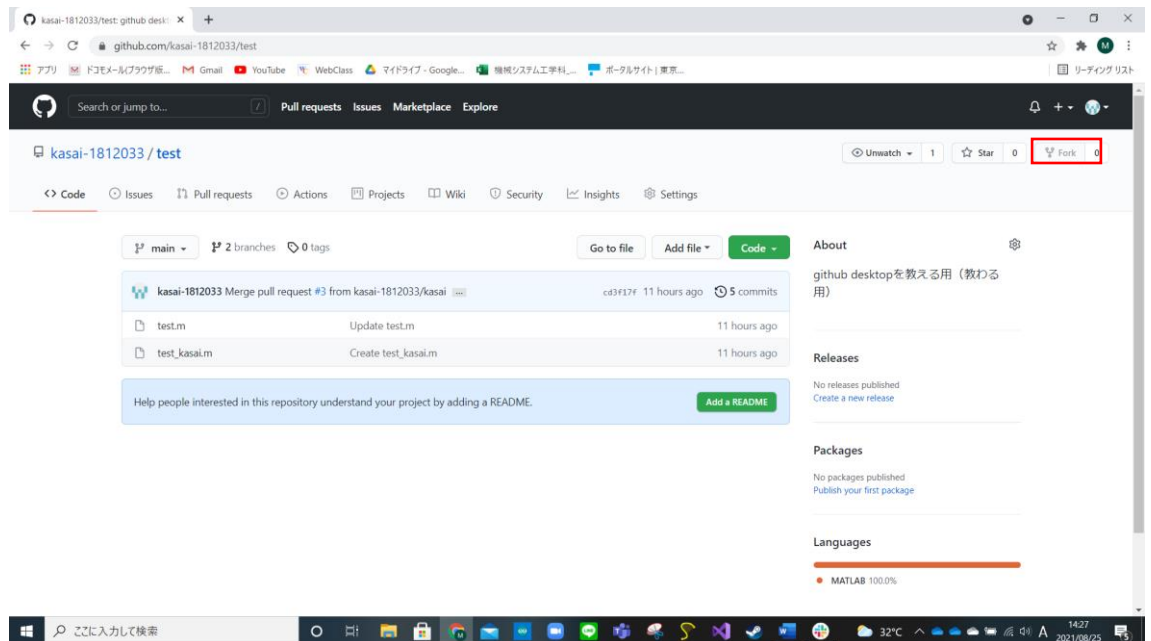 kasai-1812033/test: github desk
github.com/kasai-1812033/test
アプリ ドコモメール(ブラウザ版... Gmail YouTube WebClass マイドライブ - Google... 機械システム工学科_... ポータルサイト | 東京... リーディング リスト
Search or jump to... / Pull requests Issues Marketplace Explore
kasai-1812033 / test Unwatch 1 Star 0 Fork 0
Code Issues Pull requests Actions Projects Wiki Security Insights Settings
main 2 branches 0 tags Go to file Add file Code
kasai-1812033 Merge pull request #3 from kasai-1812033/kasai ... cd3f17f 11 hours ago 5 commits
test.m Update test.m 11 hours ago
test_kasai.m Create test_kasai.m 11 hours ago
Help people interested in this repository understand your project by adding a README. Add a README
About
github desktopを教える用（教わる
用）
Releases
No releases published
Create a new release
Packages
No packages published
Publish your first package
Languages
MATLAB 100.0%
ここに入力して検索 32°C A 14:27
2021/08/25